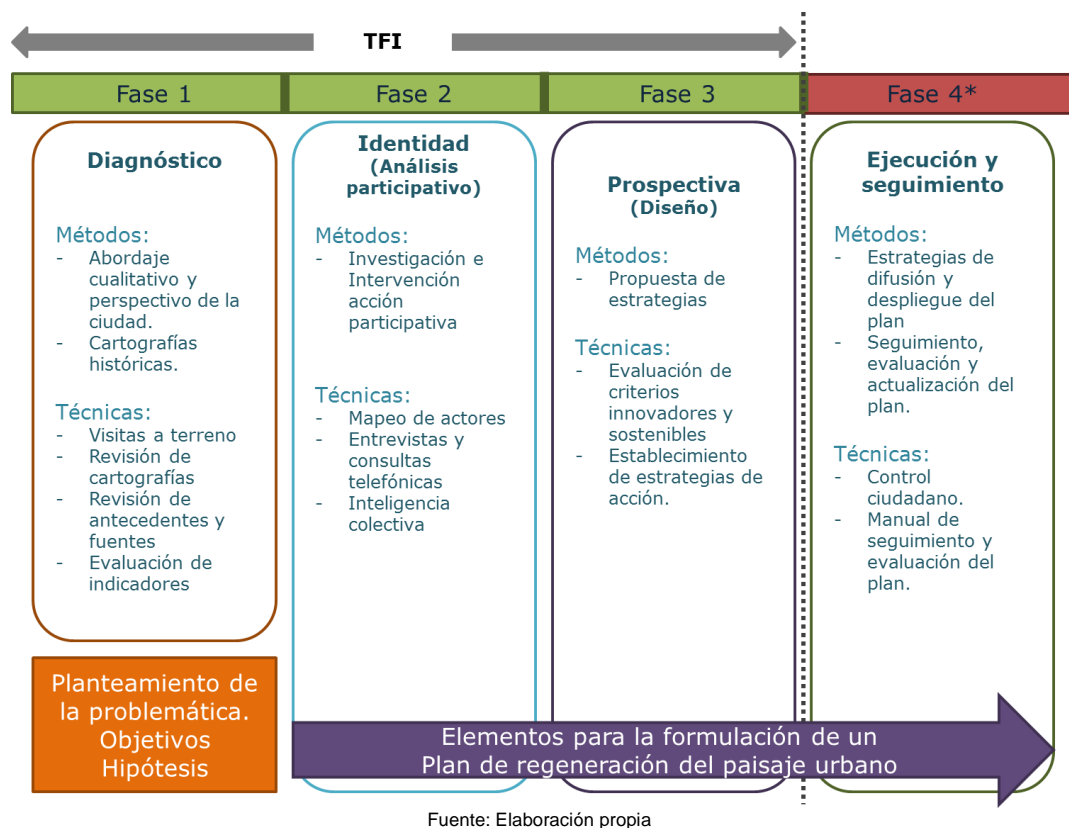 TFI
Fase 1
Fase 2
Fase 3
Fase 4*
Diagnóstico
Métodos:
- Abordaje
cualitativo y
perspectivo de la
ciudad.
- Cartografías
históricas.
Técnicas:
- Visitas a terreno
- Revisión de
cartografías
- Revisión de
antecedentes y
fuentes
- Evaluación de
indicadores
Planteamiento de
la problemática.
Objetivos
Hipótesis
Identidad
(Análisis
participativo)
Métodos:
- Investigación e
Intervención
acción
participativa
Técnicas:
- Mapeo de actores
- Entrevistas y
consultas
telefónicas
- Inteligencia
colectiva
Prospectiva
(Diseño)
Métodos:
- Propuesta de
estrategias
Técnicas:
- Evaluación de
criterios
innovadores y
sostenibles
- Establecimiento
de estrategias de
acción.
Ejecución y
seguimiento
Métodos:
- Estrategias de
difusión y
despliegue del
plan
- Seguimiento,
evaluación y
actualización del
plan.
Técnicas:
- Control
ciudadano.
- Manual de
seguimiento y
evaluación del
plan.
Elementos para la formulación de un
Plan de regeneración del paisaje urbano
Fuente: Elaboración propia